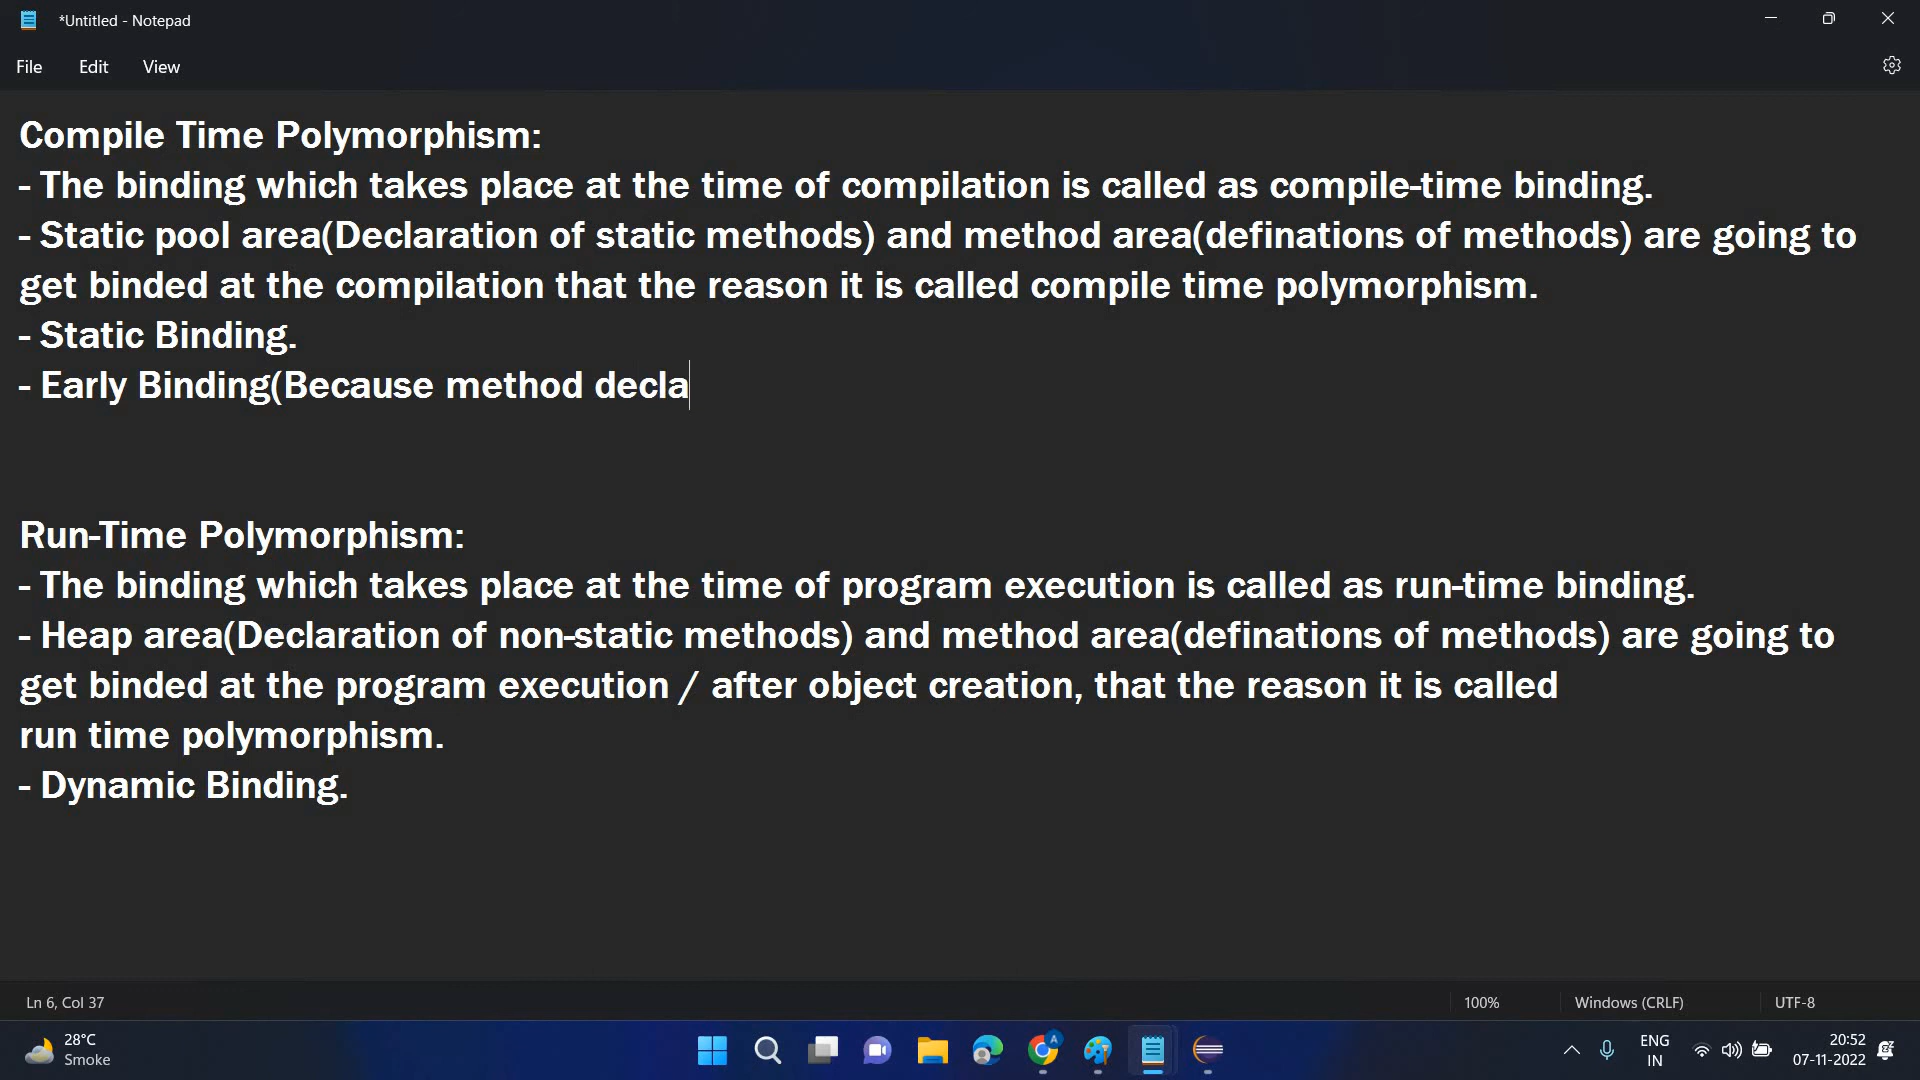 *Untitled - Notepad
File Edit View
Compile Time Polymorphism:
- The binding which takes place at the time of compilation is called as compile-time binding.
- Static pool area(Declaration of static methods) and method area(definations of methods) are going to
get binded at the compilation that the reason it is called compile time polymorphism.
- Static Binding.
- Early Binding(Because method decla
Run-Time Polymorphism:
- The binding which takes place at the time of program execution is called as run-time binding.
- Heap area(Declaration of non-static methods) and method area(definations of methods) are going to
get binded at the program execution / after object creation, that the reason it is called
run time polymorphism.
- Dynamic Binding.
Ln 6, Col 37 100% Windows (CRLF) UTF-8
28°C
Smoke
A
ENG
IN
20:52
07-11-2022